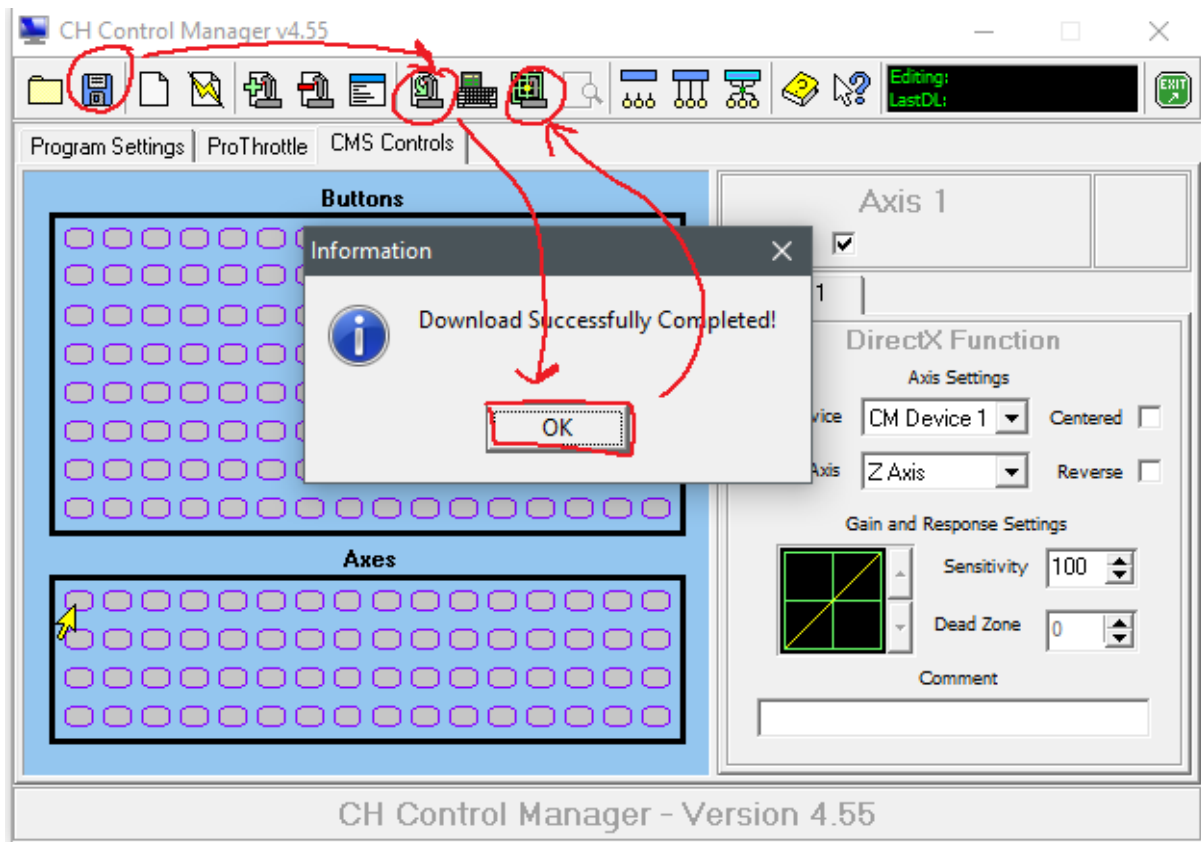 CH Control Manager v4.55
Editing:
LastDL:
EXIT
Program Settings
ProThrottle
CMS Controls
Buttons
Axis 1
Information
1
Download Successfully Completed!
DirectX Function
Axis Settings
OK
vice
CM Device 1
Centered
Axis
Z Axis
Reverse
Gain and Response Settings
Axes
Sensitivity
100
Dead Zone
0
Comment
CH Control Manager - Version 4.55